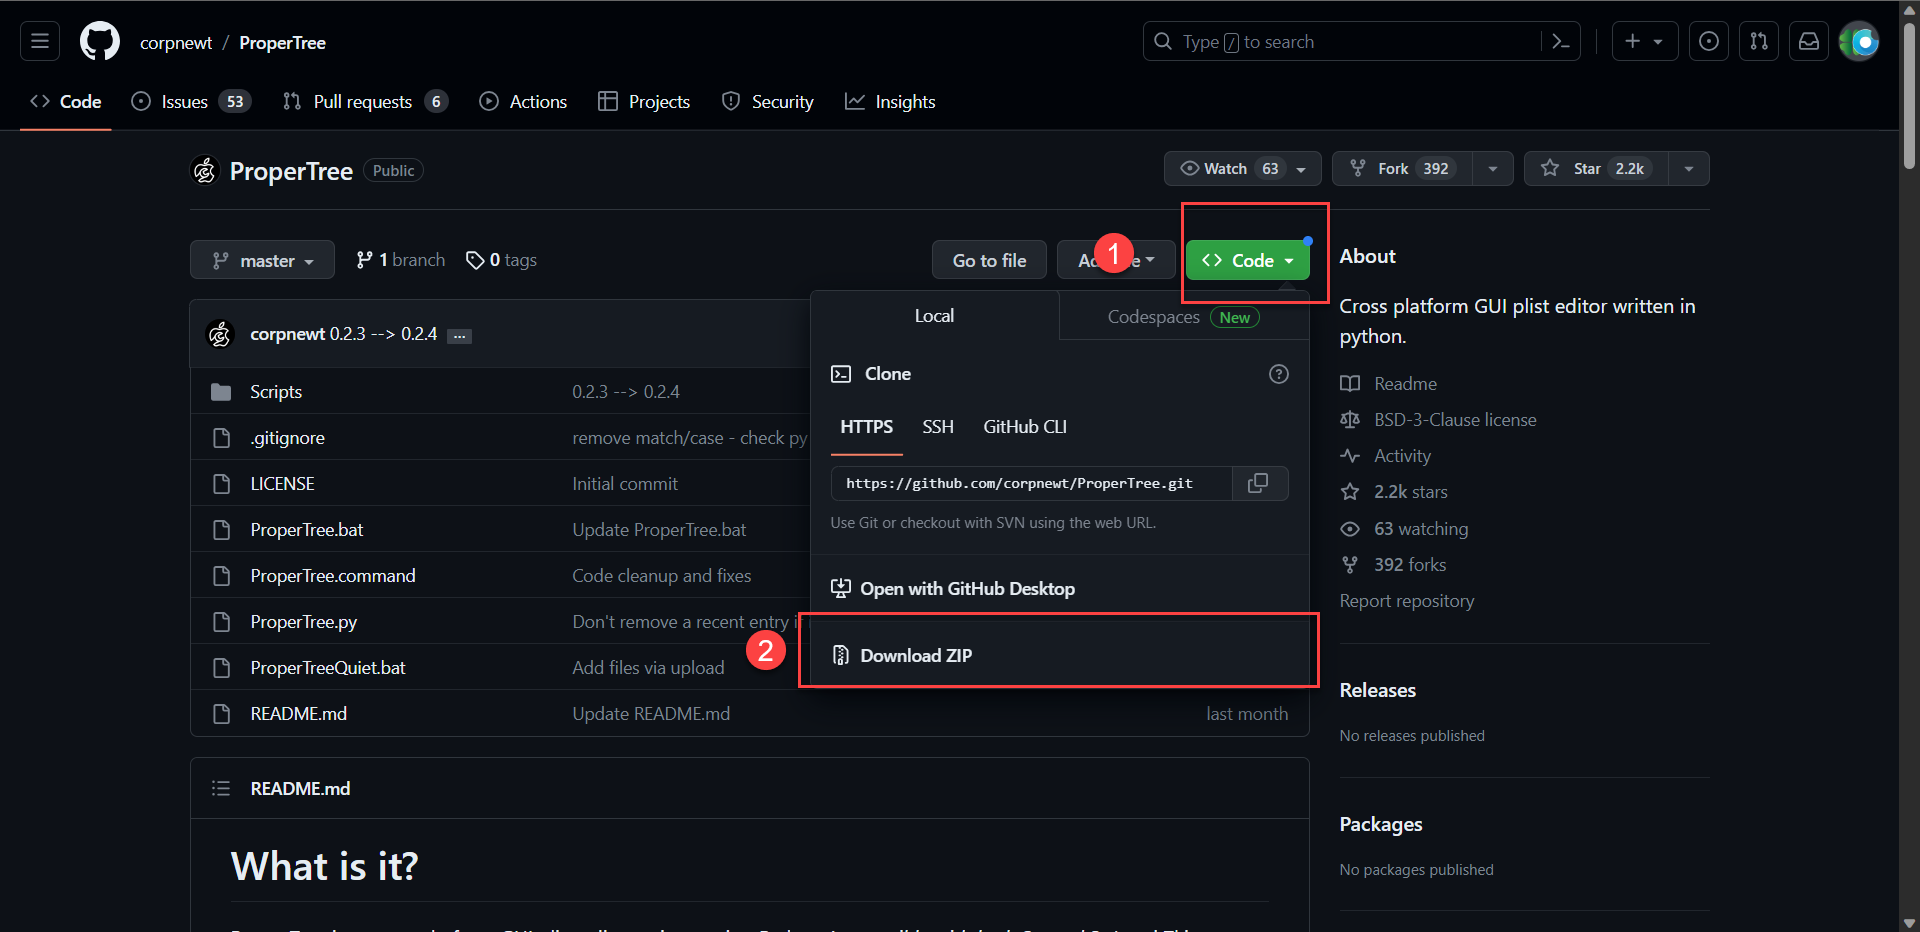 corpnewt / ProperTree
Type / to search
Code
Issues 53
Pull requests 6
Actions
Projects
Security
Insights
ProperTree Public
Watch 63
Fork 392
Star 2.2k
master
1 branch
0 tags
Go to file
1
Code
About
Cross platform GUI plist editor written in
python.
Readme
BSD-3-Clause license
Activity
2.2k stars
63 watching
392 forks
Report repository
Releases
No releases published
Packages
No packages published
Local
Codespaces New
Clone
HTTPS SSH GitHub CLI
https://github.com/corpnewt/ProperTree.git
Use Git or checkout with SVN using the web URL.
Open with GitHub Desktop
2
Download ZIP
corpnewt 0.2.3 --> 0.2.4 ...
Scripts 0.2.3 --> 0.2.4
.gitignore remove match/case - check py
LICENSE Initial commit
ProperTree.bat Update ProperTree.bat
ProperTree.command Code cleanup and fixes
ProperTree.py Don't remove a recent entry
ProperTreeQuiet.bat Add files via upload
README.md Update README.md last month
README.md
What is it?